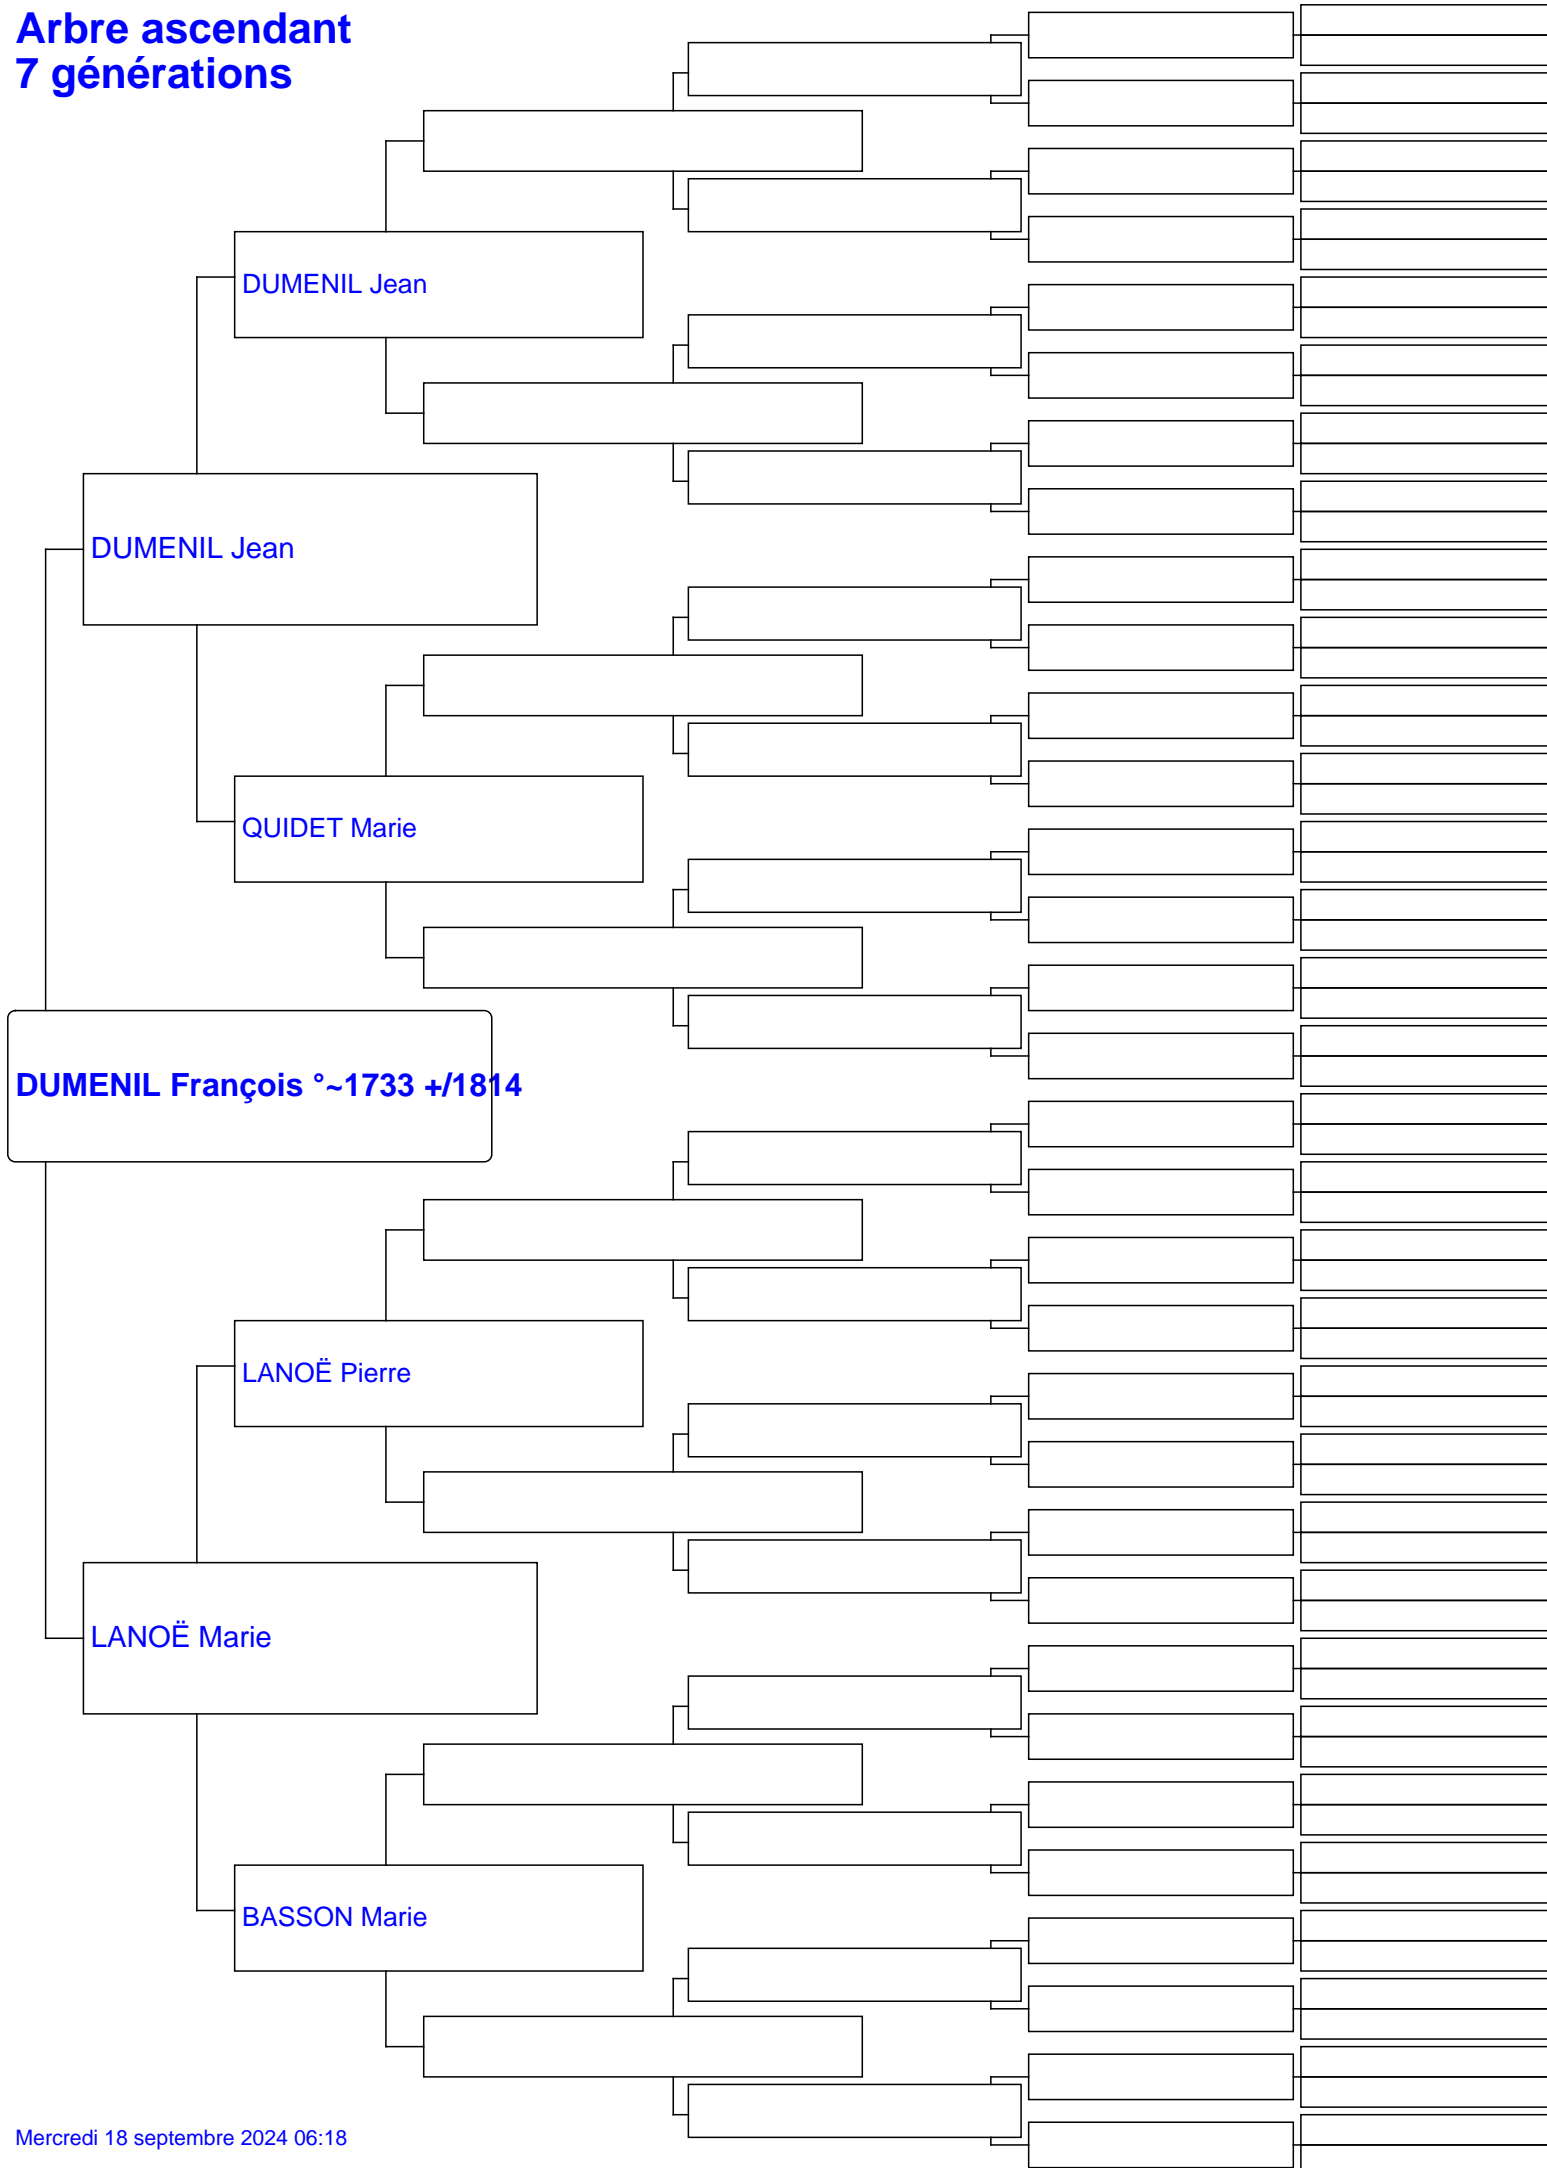 Arbre ascendant
7 générations
DUMENIL Jean
DUMENIL Jean
QUIDET Marie
DUMENIL François °~1733 +/1814
LANOË Pierre
LANOË Marie
BASSON Marie
Mercredi 18 septembre 2024 06:18